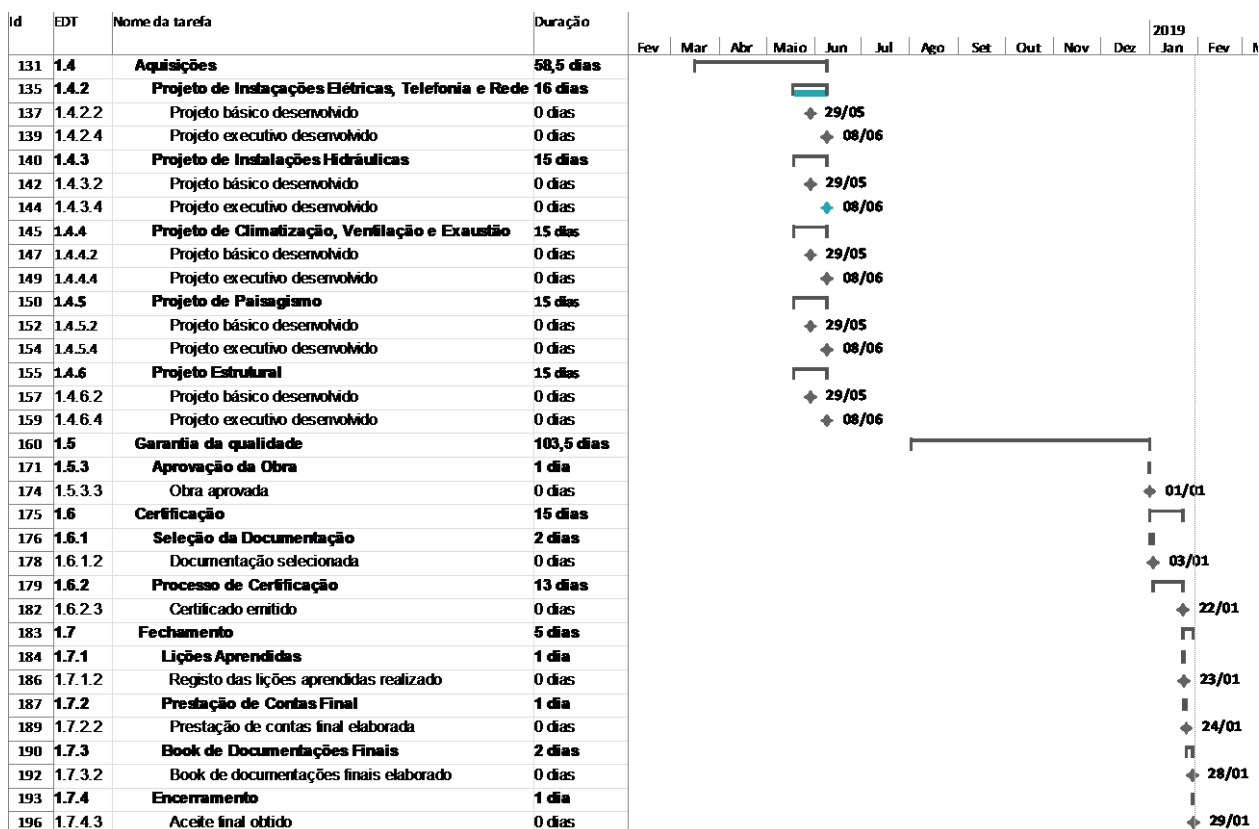 Id EDT Nome da tarefa Duração
2019
Fev Mar Abr Maio Jun Jul Ago Set Out Nov Dez Jan Fev M
131 1.4 Aquisições 58,5 dias
135 1.4.2 Projeto de Instaçações Elétricas, Telefonia e Rede 16 dias
137 1.4.2.2 Projeto básico desenvolvido 0 dias 29/05
139 1.4.2.4 Projeto executivo desenvolvido 0 dias 08/06
140 1.4.3 Projeto de Instalações Hidráulicas 15 dias
142 1.4.3.2 Projeto básico desenvolvido 0 dias 29/05
144 1.4.3.4 Projeto executivo desenvolvido 0 dias 08/06
145 1.4.4 Projeto de Climatização, Ventilação e Exaustão 15 dias
147 1.4.4.2 Projeto básico desenvolvido 0 dias 29/05
149 1.4.4.4 Projeto executivo desenvolvido 0 dias 08/06
150 1.4.5 Projeto de Paisagismo 15 dias
152 1.4.5.2 Projeto básico desenvolvido 0 dias 29/05
154 1.4.5.4 Projeto executivo desenvolvido 0 dias 08/06
155 1.4.6 Projeto Estrutural 15 dias
157 1.4.6.2 Projeto básico desenvolvido 0 dias 29/05
159 1.4.6.4 Projeto executivo desenvolvido 0 dias 08/06
160 1.5 Garantia da qualidade 103,5 dias
171 1.5.3 Aprovação da Obra 1 dia
174 1.5.3.3 Obra aprovada 0 dias 01/01
175 1.6 Certificação 15 dias
176 1.6.1 Seleção da Documentação 2 dias
178 1.6.1.2 Documentação selecionada 0 dias 03/01
179 1.6.2 Processo de Certificação 13 dias
182 1.6.2.3 Certificado emitido 0 dias 22/01
183 1.7 Fechamento 5 dias
184 1.7.1 Lições Aprendidas 1 dia
186 1.7.1.2 Registo das lições aprendidas realizado 0 dias 23/01
187 1.7.2 Prestação de Contas Final 1 dia
189 1.7.2.2 Prestação de contas final elaborada 0 dias 24/01
190 1.7.3 Book de Documentações Finais 2 dias
192 1.7.3.2 Book de documentações finais elaborado 0 dias 28/01
193 1.7.4 Encerramento 1 dia
196 1.7.4.3 Aceite final obtido 0 dias 29/01